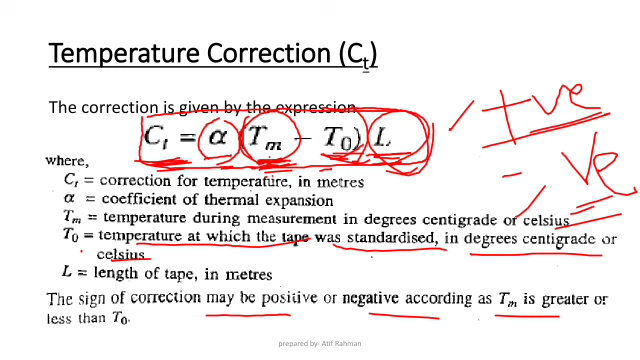 Temperature Correction (Ct)
The correction is given by the expression
Ct = α (Tm − T0) L
+ve
- ve
where,
Ct = correction for temperature, in metres
α = coefficient of thermal expansion
Tm = temperature during measurement in degrees centigrade or celsius
T0 = temperature at which the tape was standardised, in degrees centigrade or
celsius
L = length of tape, in metres
The sign of correction may be positive or negative according as Tm is greater or
less than T0.
prepared by- Atif Rahman